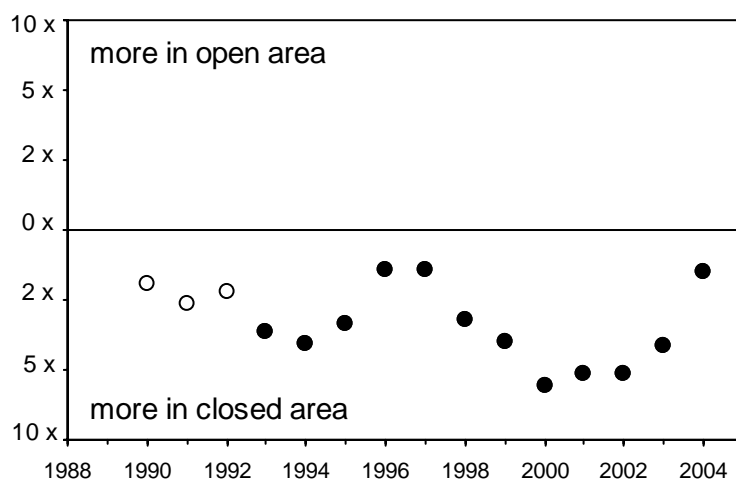 10 x
more in open area
5 x
2 x
0 x
2 x
5 x
more in closed area
10 x
1988 1990 1992 1994 1996 1998 2000 2002 2004